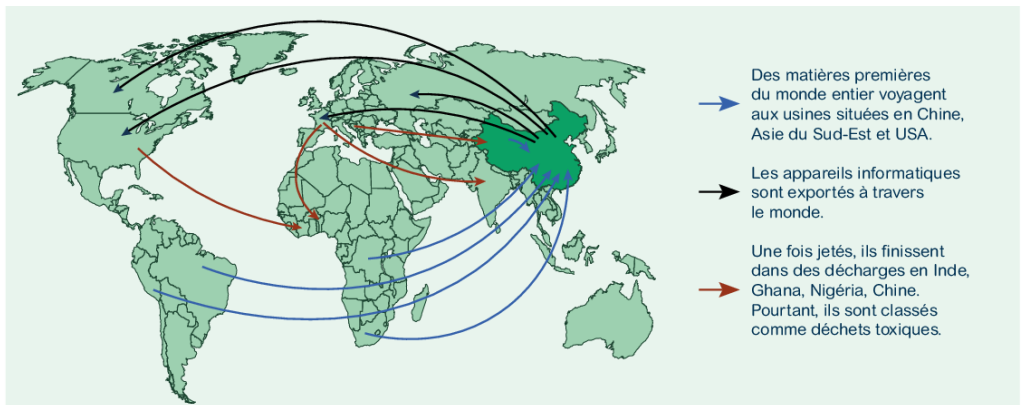 Des matières premières
du monde entier voyagent
aux usines situées en Chine,
Asie du Sud-Est et USA.
Les appareils informatiques
sont exportés à travers
le monde.
Une fois jetés, ils finissent
dans des décharges en Inde,
Ghana, Nigéria, Chine.
Pourtant, ils sont classés
comme déchets toxiques.